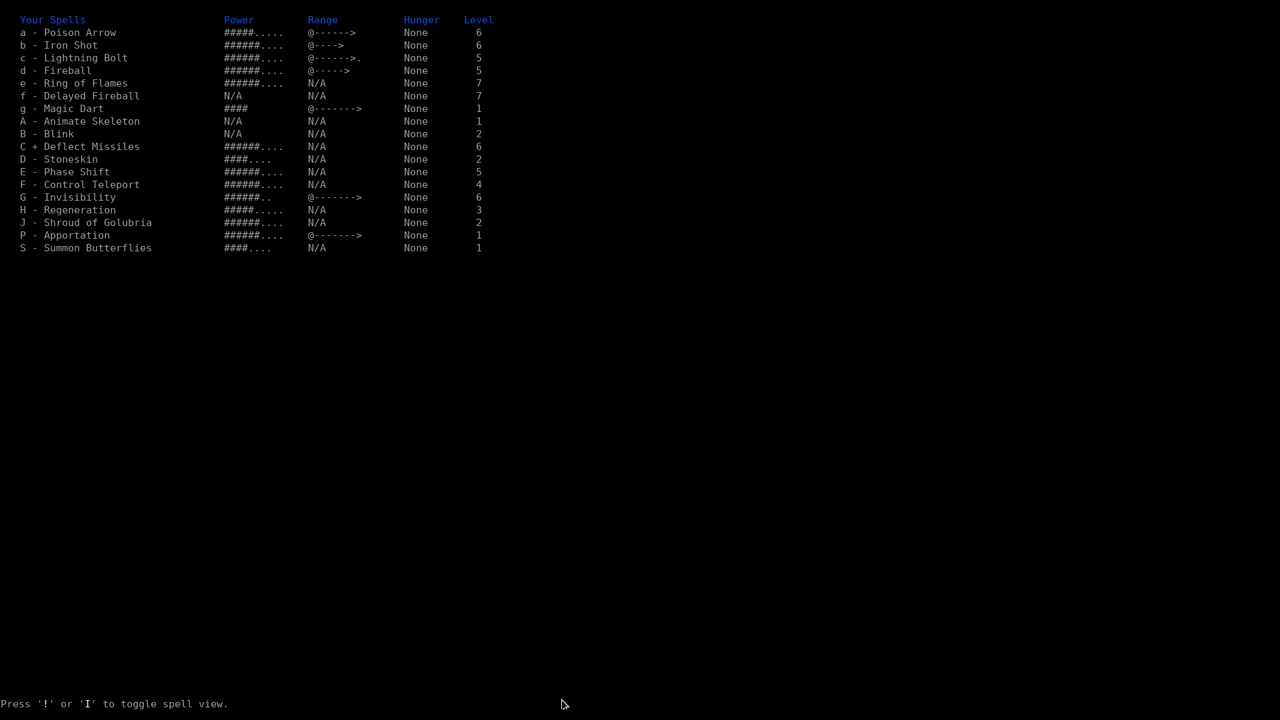 Your Spells Power Range Hunger Level
a - Poison Arrow #####..... @------> None 6
b - Iron Shot ######.... @----> None 6
c - Lightning Bolt ######.... @------>. None 5
d - Fireball ######.... @-----> None 5
e - Ring of Flames ######.... N/A None 7
f - Delayed Fireball N/A N/A None 7
g - Magic Dart #### @-------> None 1
A - Animate Skeleton N/A N/A None 1
B - Blink N/A N/A None 2
C + Deflect Missiles ######.... N/A None 6
D - Stoneskin ####.... N/A None 2
E - Phase Shift ######.... N/A None 5
F - Control Teleport ######.... N/A None 4
G - Invisibility ######.. @-------> None 6
H - Regeneration #####..... N/A None 3
J - Shroud of Golubria ######.... N/A None 2
P - Apportation ######.... @-------> None 1
S - Summon Butterflies ####.... N/A None 1
Press '!' or 'I' to toggle spell view.